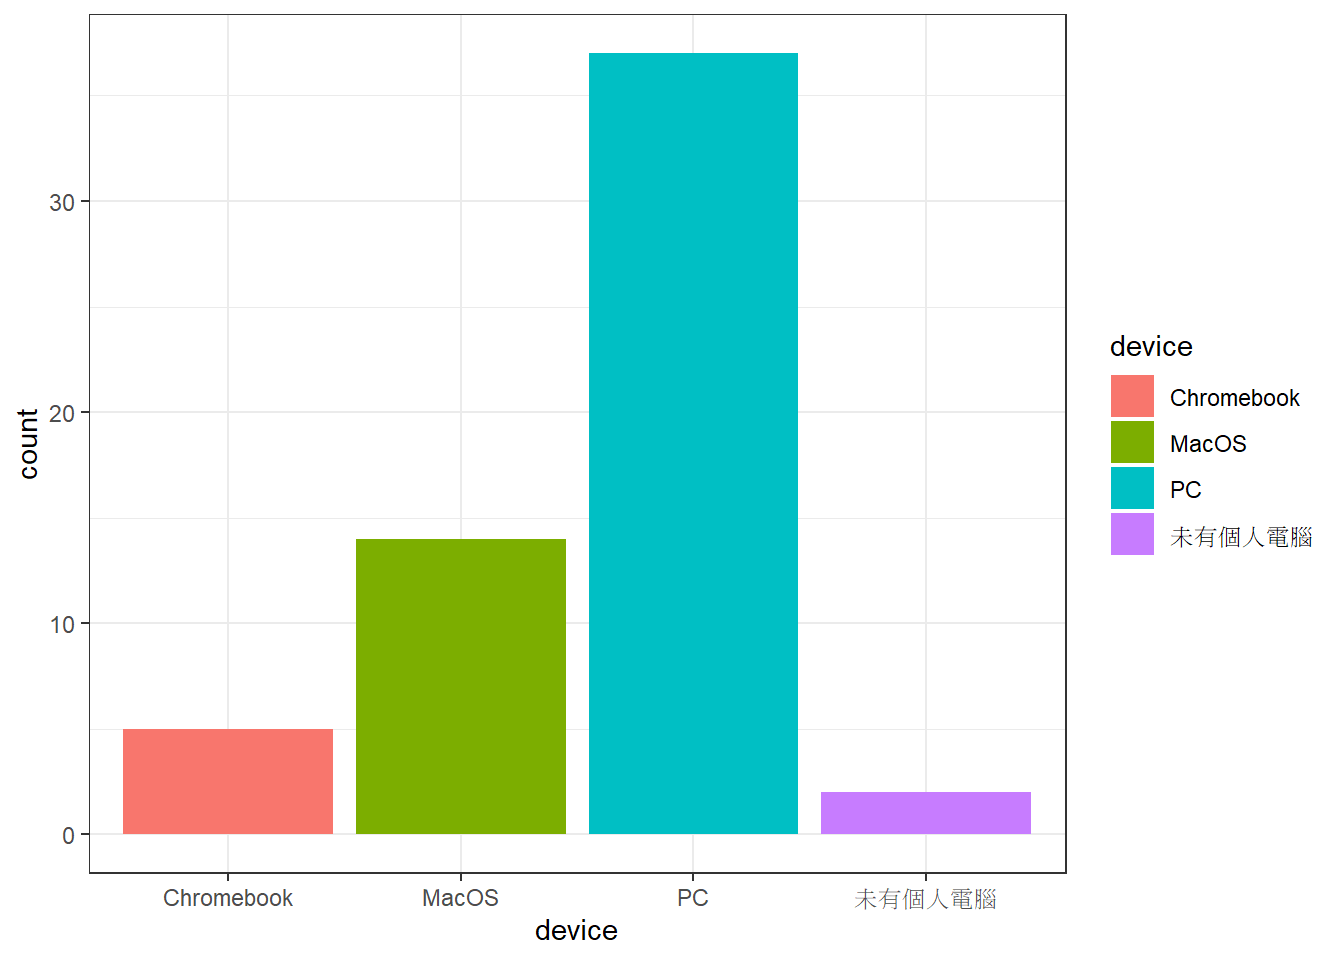 30
20
10
0
count
Chromebook
MacOS
PC
未有個人電腦
device
device
Chromebook
MacOS
PC
未有個人電腦